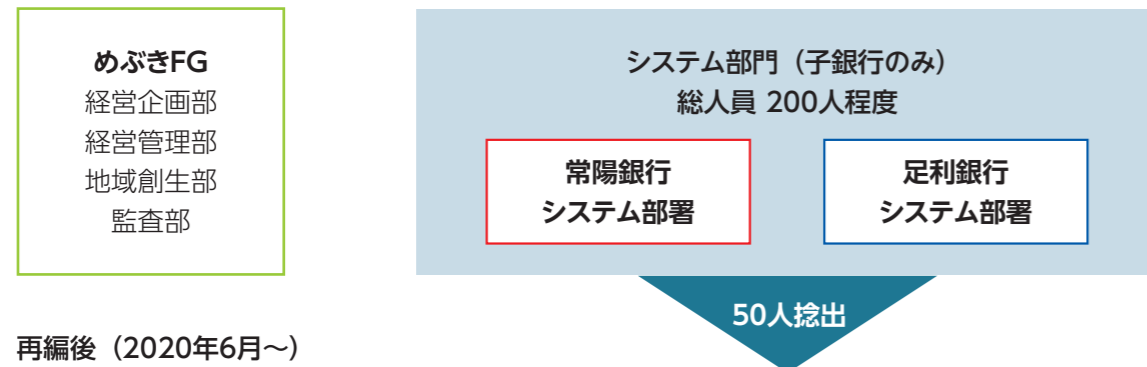 めぶきFG
経営企画部
経営管理部
地域創生部
監査部
システム部門（子銀行のみ）
総人員 200人程度
常陽銀行
システム部署
足利銀行
システム部署
50人捻出
再編後（2020年6月～）